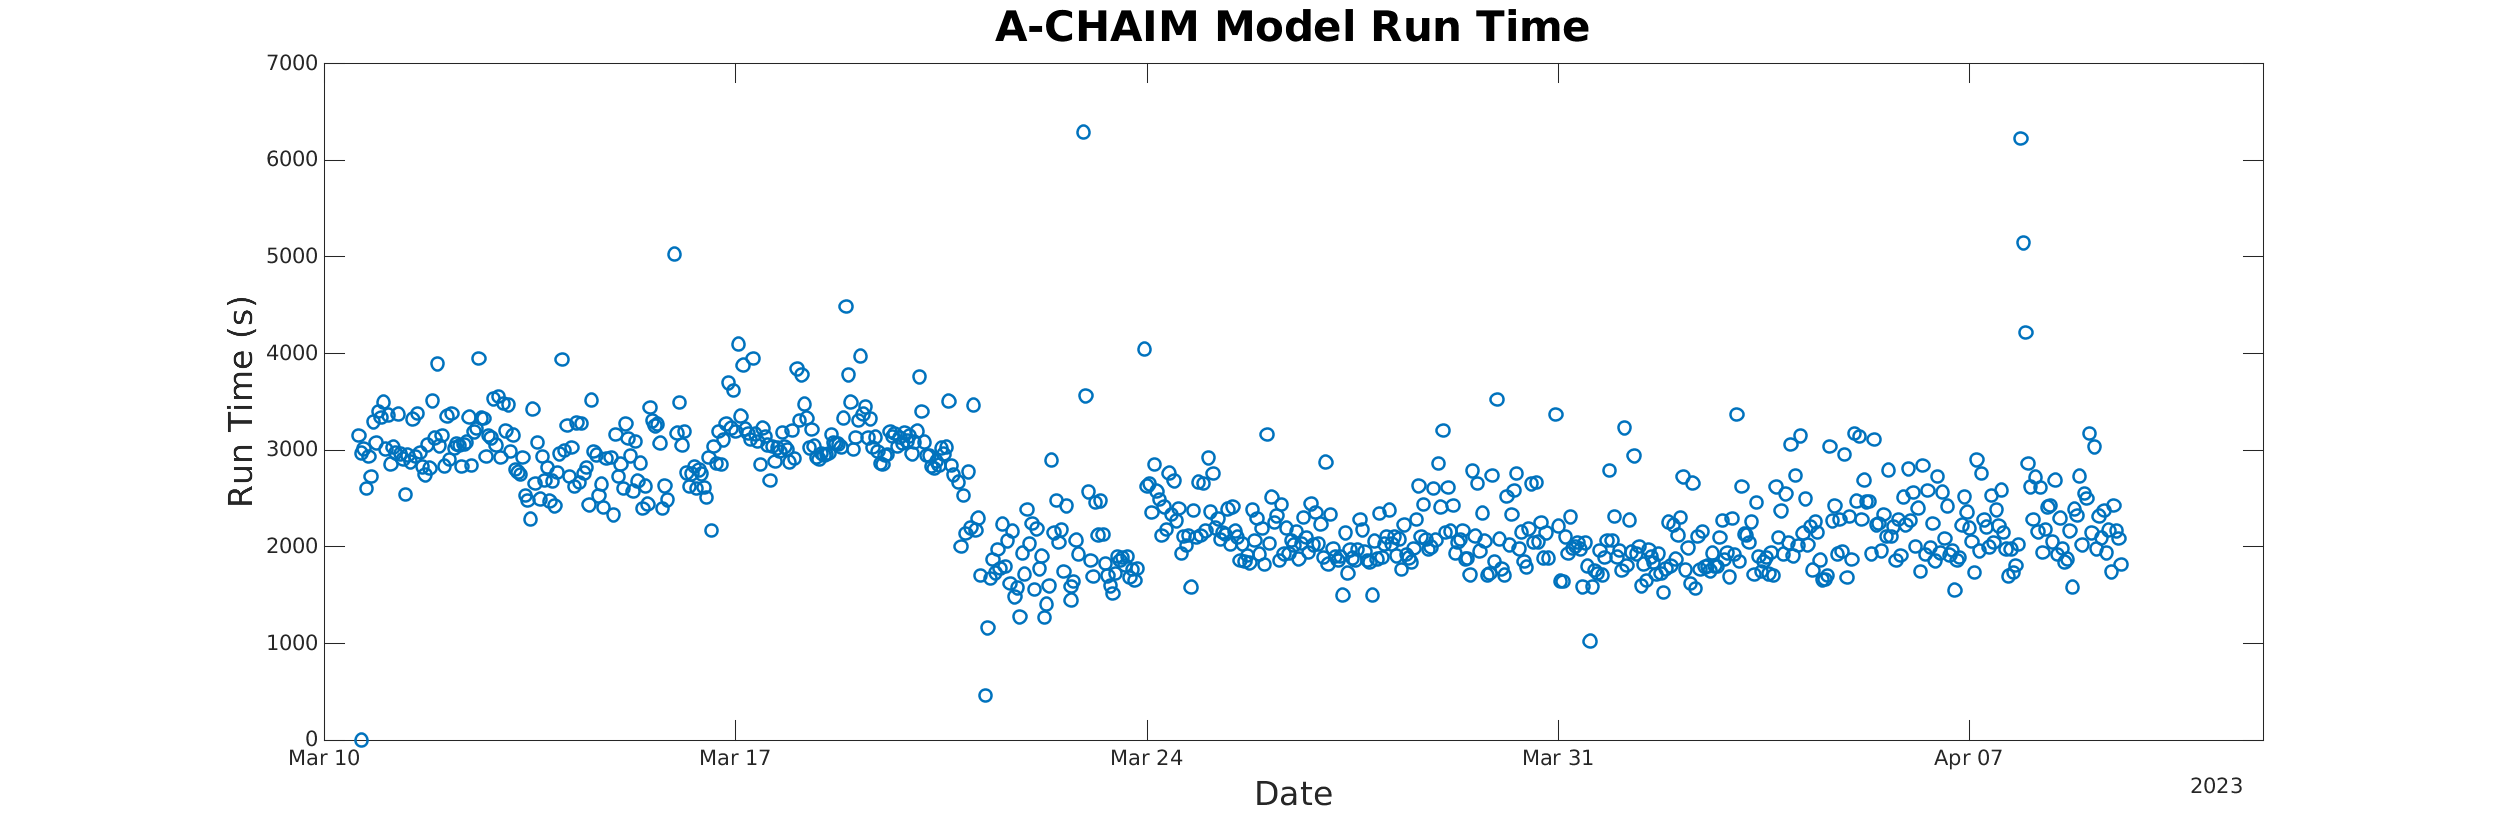 A-CHAIM Model Run Time
7000
6000
5000
4000
3000
2000
1000
0
Run Time (s)
Mar 10
Mar 17
Mar 24
Mar 31
Apr 07
2023
Date